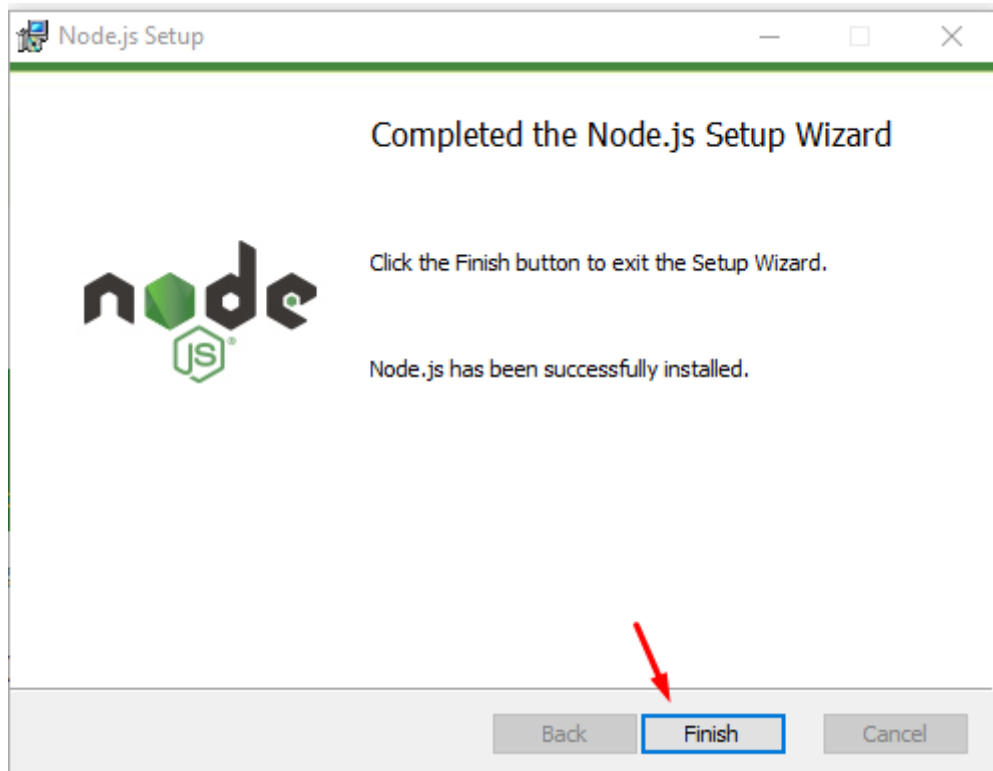 Node.js Setup
Completed the Node.js Setup Wizard
Click the Finish button to exit the Setup Wizard.
node
JS®
Node.js has been successfully installed.
Back Finish Cancel